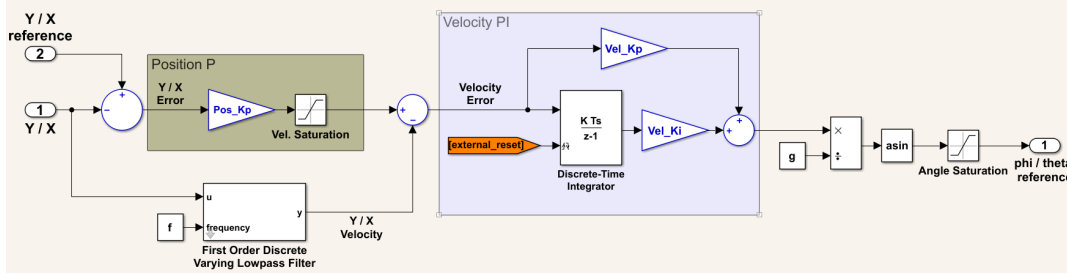 Y / X
reference
2
1
Y / X
Position P
Y / X
Error
Pos_Kp
Vel. Saturation
u
y
frequency
f
First Order Discrete
Varying Lowpass Filter
Y / X
Velocity
Velocity PI
Velocity
Error
Vel_Kp
[external_reset]
K Ts
z-1
Discrete-Time
Integrator
Vel_Ki
g
asin
Angle Saturation
1
phi / theta
reference